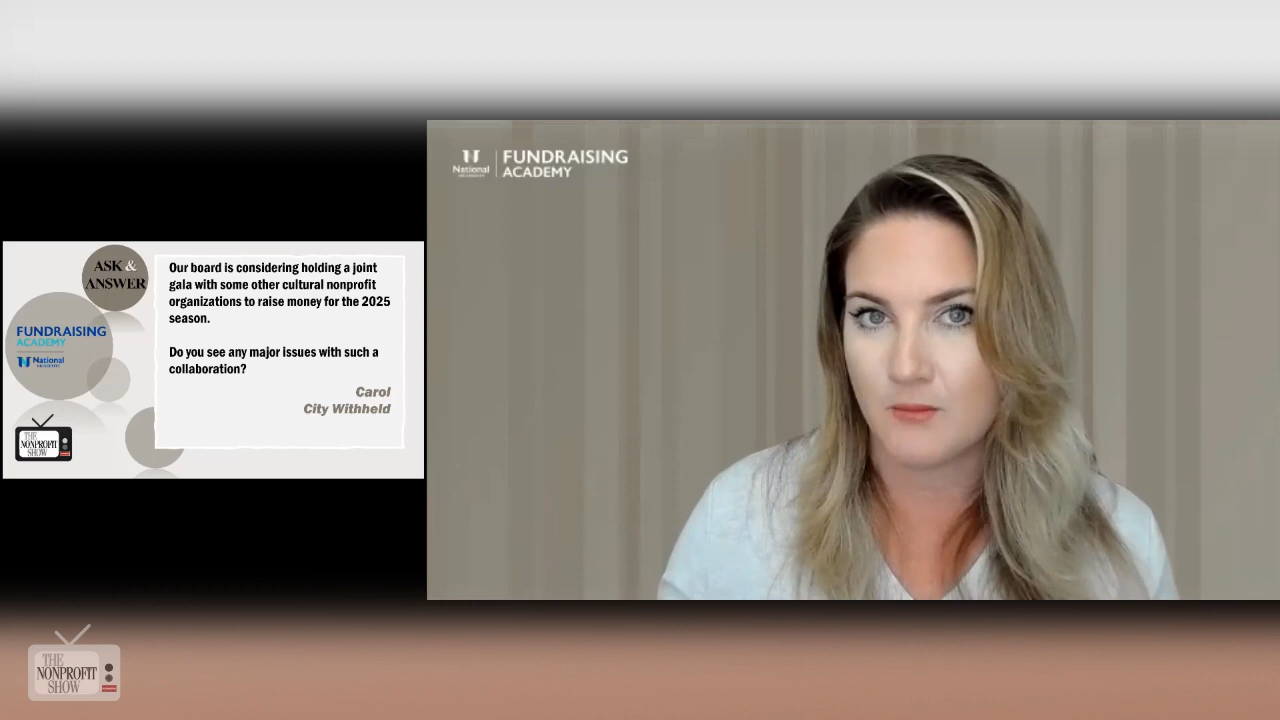 ASK &
ANSWER
FUNDRAISING
ACADEMY
National
UNIVERSITY
THE
NONPROFIT
SHOW
Our board is considering holding a joint
gala with some other cultural nonprofit
organizations to raise money for the 2025
season.
Do you see any major issues with such a
collaboration?
Carol
City Withheld
National
FUNDRAISING
ACADEMY
THE
NONPROFIT
SHOW